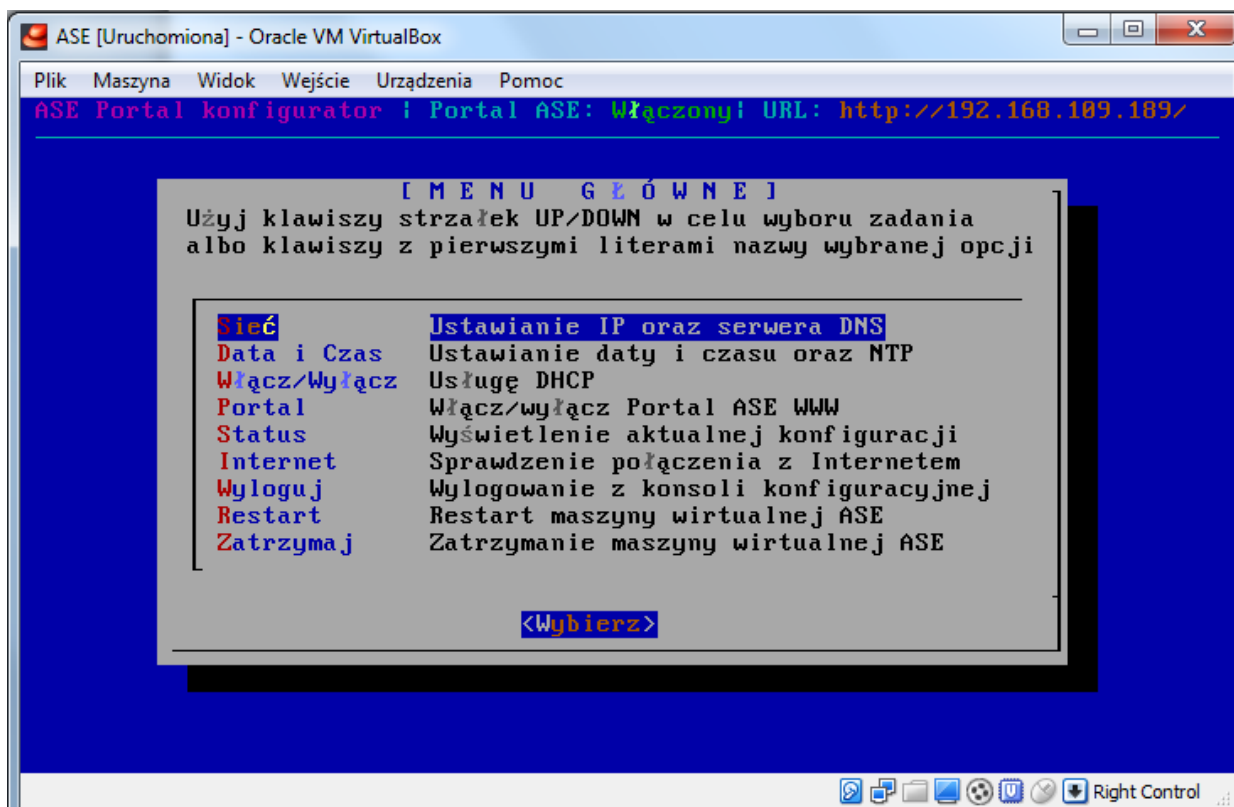 ASE [Uruchomiona] - Oracle VM VirtualBox
Plik Maszyna Widok Wejście Urządzenia Pomoc
ASE Portal konfigurator ¦ Portal ASE: Włączony¦ URL: http://192.168.109.189/
[ M E N U  G Ł Ó W N E ]
Użyj klawiszy strzałek UP/DOWN w celu wyboru zadania
albo klawiszy z pierwszymi literami nazwy wybranej opcji
Sieć Ustawianie IP oraz serwera DNS
Data i Czas Ustawianie daty i czasu oraz NTP
Włącz/Wyłącz Usługę DHCP
Portal Włącz/wyłącz Portal ASE WWW
Status Wyświetlenie aktualnej konfiguracji
Internet Sprawdzenie połączenia z Internetem
Wyloguj Wylogowanie z konsoli konfiguracyjnej
Restart Restart maszyny wirtualnej ASE
Zatrzymaj Zatrzymanie maszyny wirtualnej ASE
<Wybierz>
Right Control